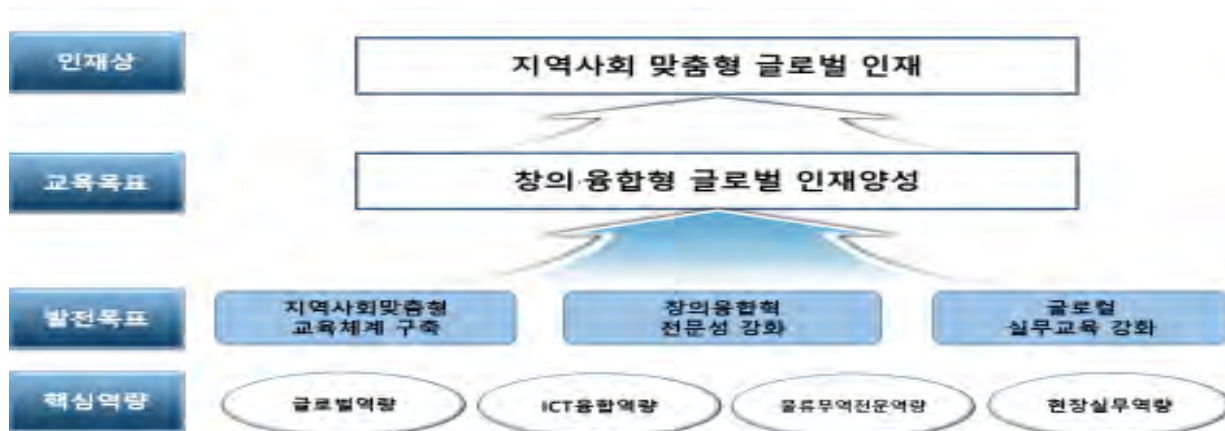 인재상
지역사회 맞춤형 글로벌 인재
교육목표
창의·융합형 글로벌 인재양성
발전목표
지역사회맞춤형
교육체계 구축
창의융합혁
전문성 강화
글로컬
실무교육 강화
핵심역량
글로벌역량
ICT융합역량
물류무역전문역량
현장실무역량